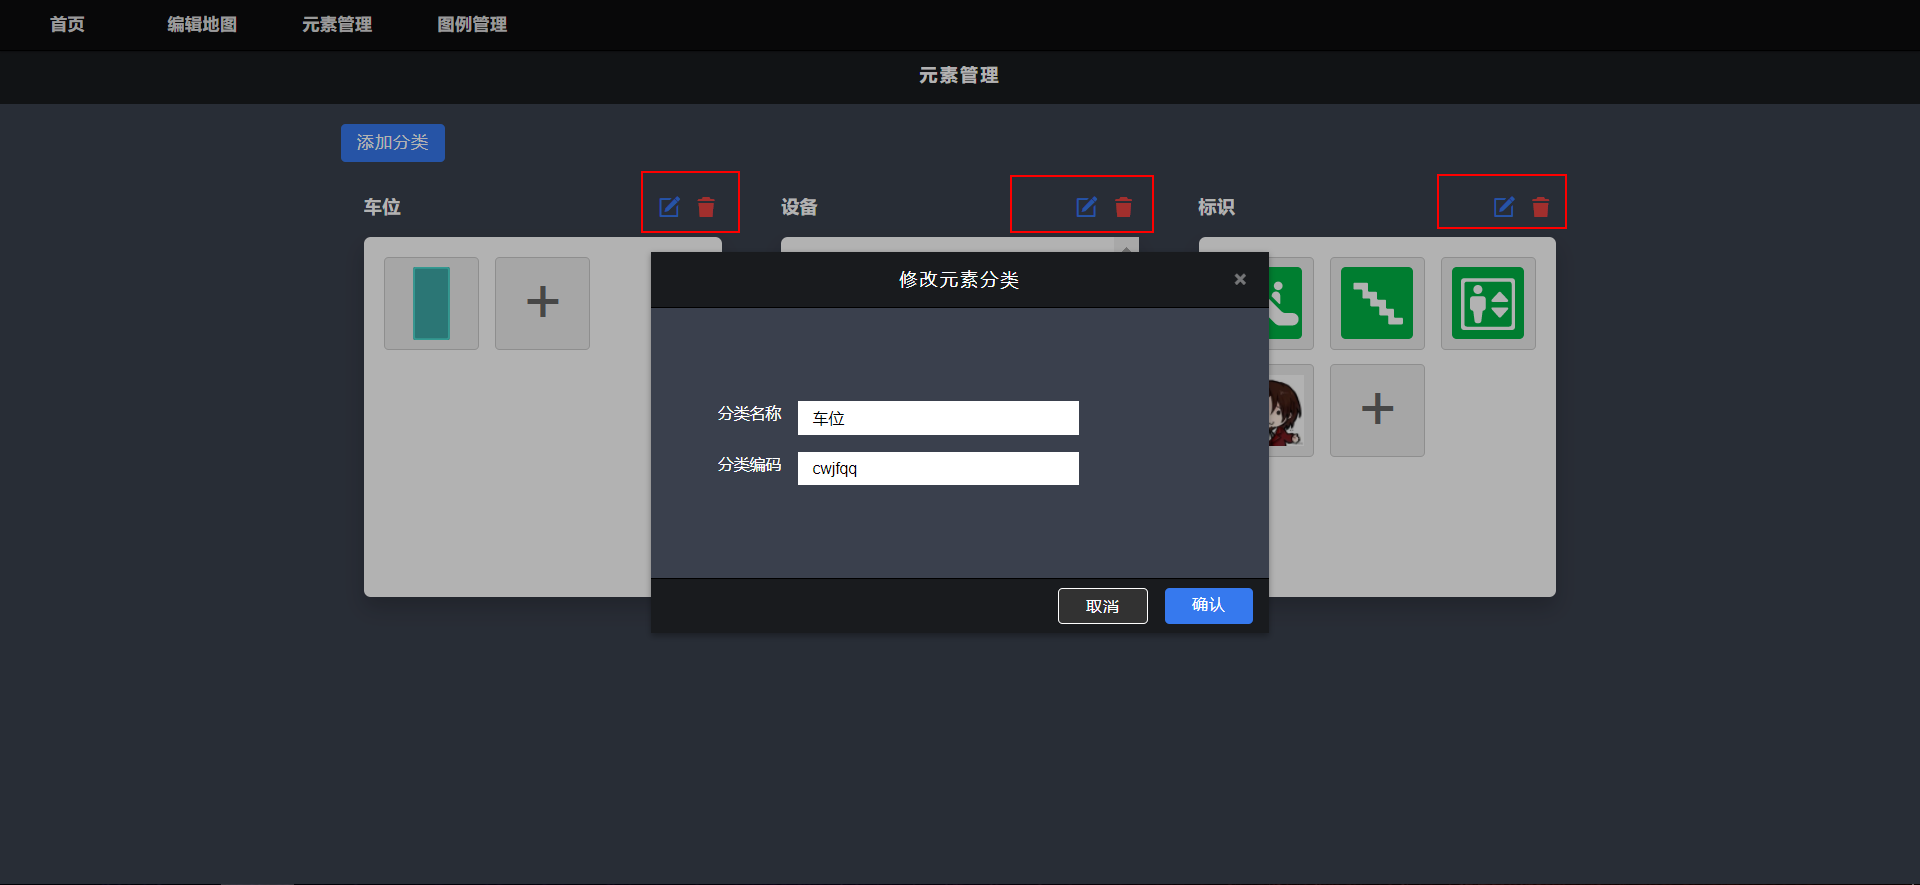 首页 编辑地图 元素管理 图例管理
元素管理
添加分类
车位 设备 标识
修改元素分类 ×
分类名称 车位
分类编码 cwjfqq
取消 确认